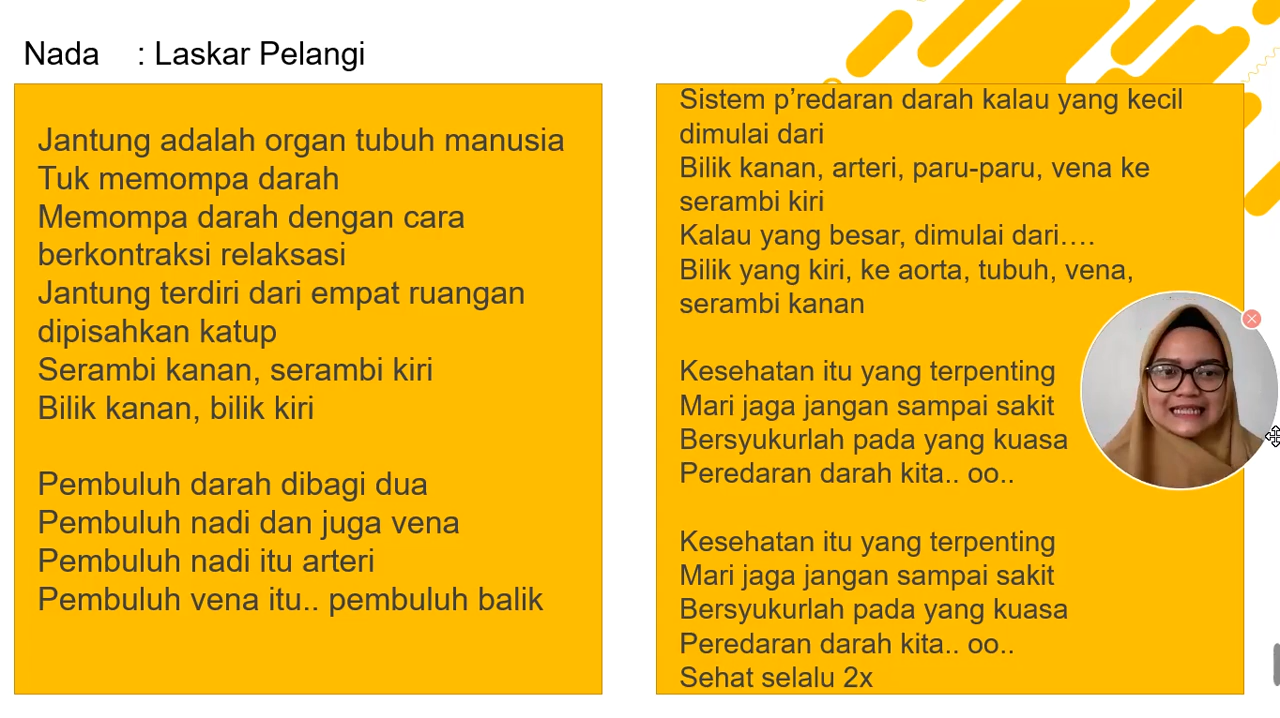 Nada : Laskar Pelangi
Jantung adalah organ tubuh manusia
Tuk memompa darah
Memompa darah dengan cara
berkontraksi relaksasi
Jantung terdiri dari empat ruangan
dipisahkan katup
Serambi kanan, serambi kiri
Bilik kanan, bilik kiri
Pembuluh darah dibagi dua
Pembuluh nadi dan juga vena
Pembuluh nadi itu arteri
Pembuluh vena itu.. pembuluh balik
Sistem p’redaran darah kalau yang kecil
dimulai dari
Bilik kanan, arteri, paru-paru, vena ke
serambi kiri
Kalau yang besar, dimulai dari….
Bilik yang kiri, ke aorta, tubuh, vena,
serambi kanan
Kesehatan itu yang terpenting
Mari jaga jangan sampai sakit
Bersyukurlah pada yang kuasa
Peredaran darah kita.. oo..
Kesehatan itu yang terpenting
Mari jaga jangan sampai sakit
Bersyukurlah pada yang kuasa
Peredaran darah kita.. oo..
Sehat selalu 2x